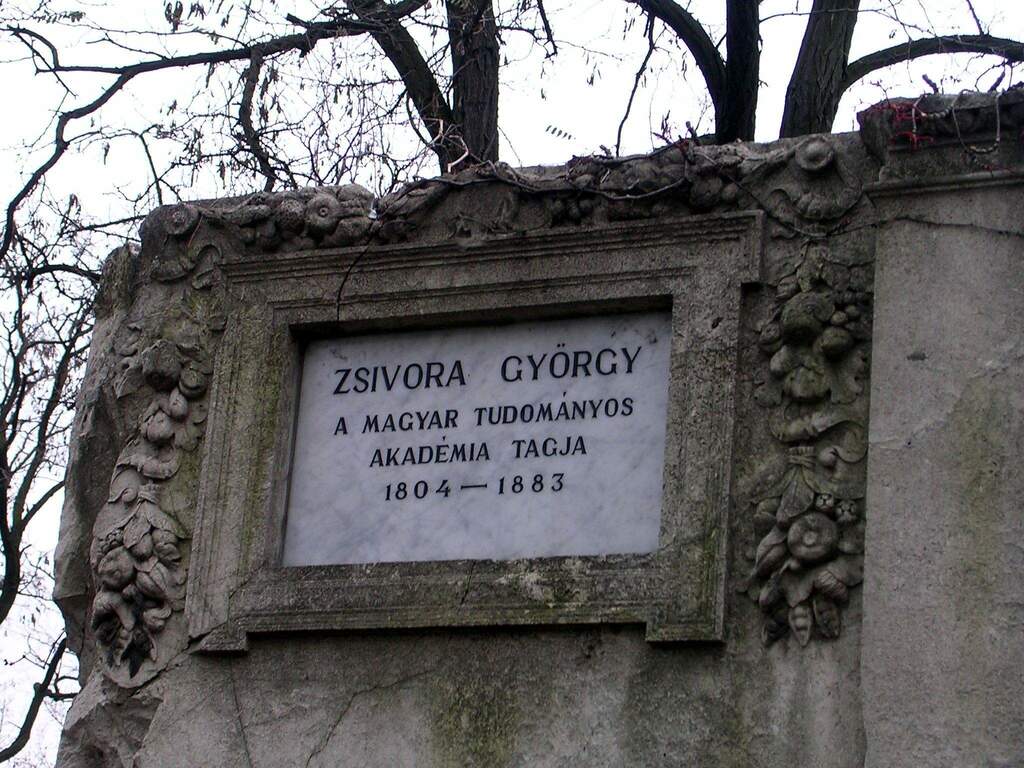 ZSIVORA GYÖRGY
A MAGYAR TUDOMÁNYOS
AKADÉMIA TAGJA
1804 — 1883